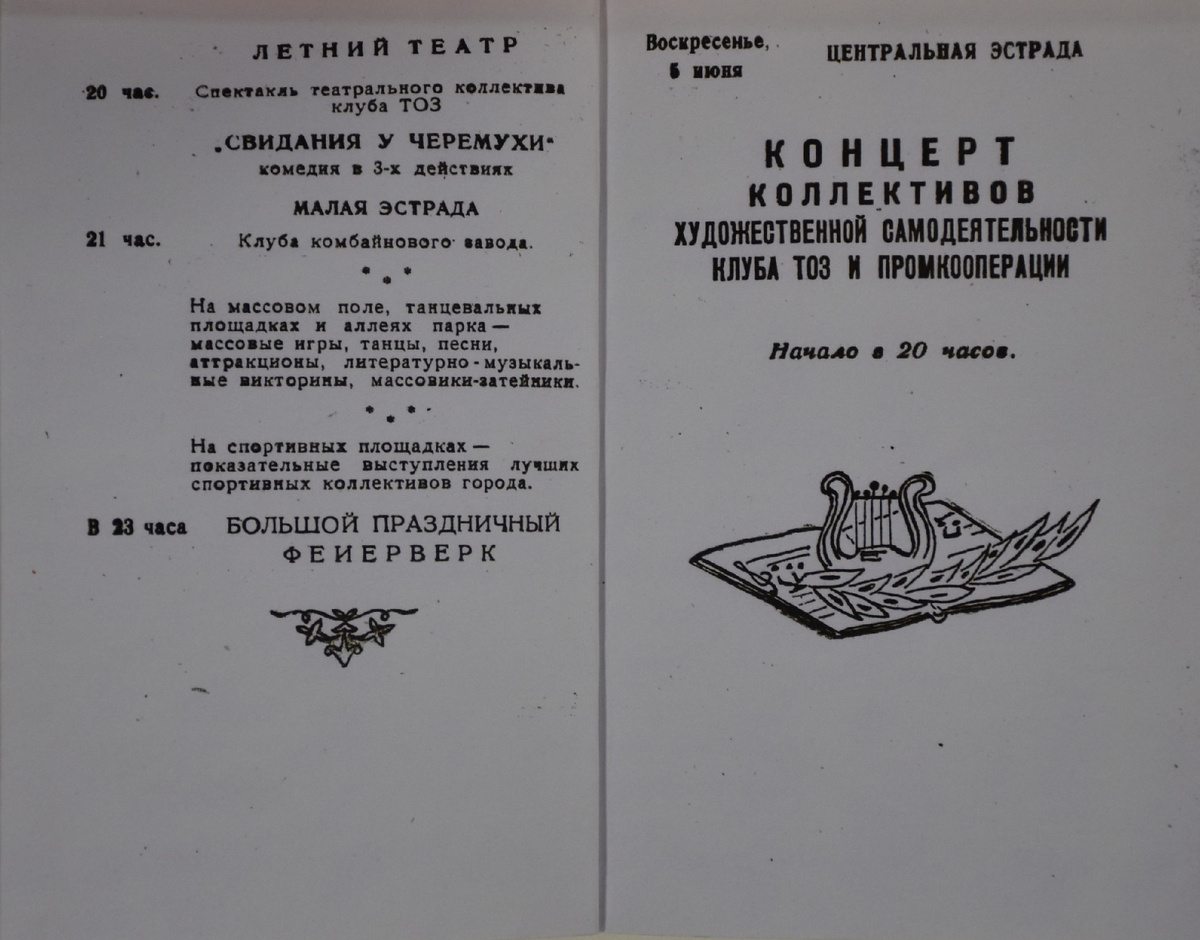 ЛЕТНИЙ ТЕАТР
20 час. Спектакль театрального коллектива
клуба ТОЗ
„СВИДАНИЯ У ЧЕРЕМУХИ“
комедия в 3-х действиях
МАЛАЯ ЭСТРАДА
21 час. Клуба комбайнового завода.
На массовом поле, танцевальных
площадках и аллеях парка —
массовые игры, танцы, песни,
аттракционы, литературно-музыкаль-
ные викторины, массовики-затейники.
На спортивных площадках —
показательные выступления лучших
спортивных коллективов города.
В 23 часа БОЛЬШОЙ ПРАЗДНИЧНЫЙ
ФЕИЕРВЕРК
Воскресенье,
5 июня
ЦЕНТРАЛЬНАЯ ЭСТРАДА
КОНЦЕРТ
КОЛЛЕКТИВОВ
ХУДОЖЕСТВЕННОЙ САМОДЕЯТЕЛЬНОСТИ
КЛУБА ТОЗ И ПРОМКООПЕРАЦИИ
Начало в 20 часов.